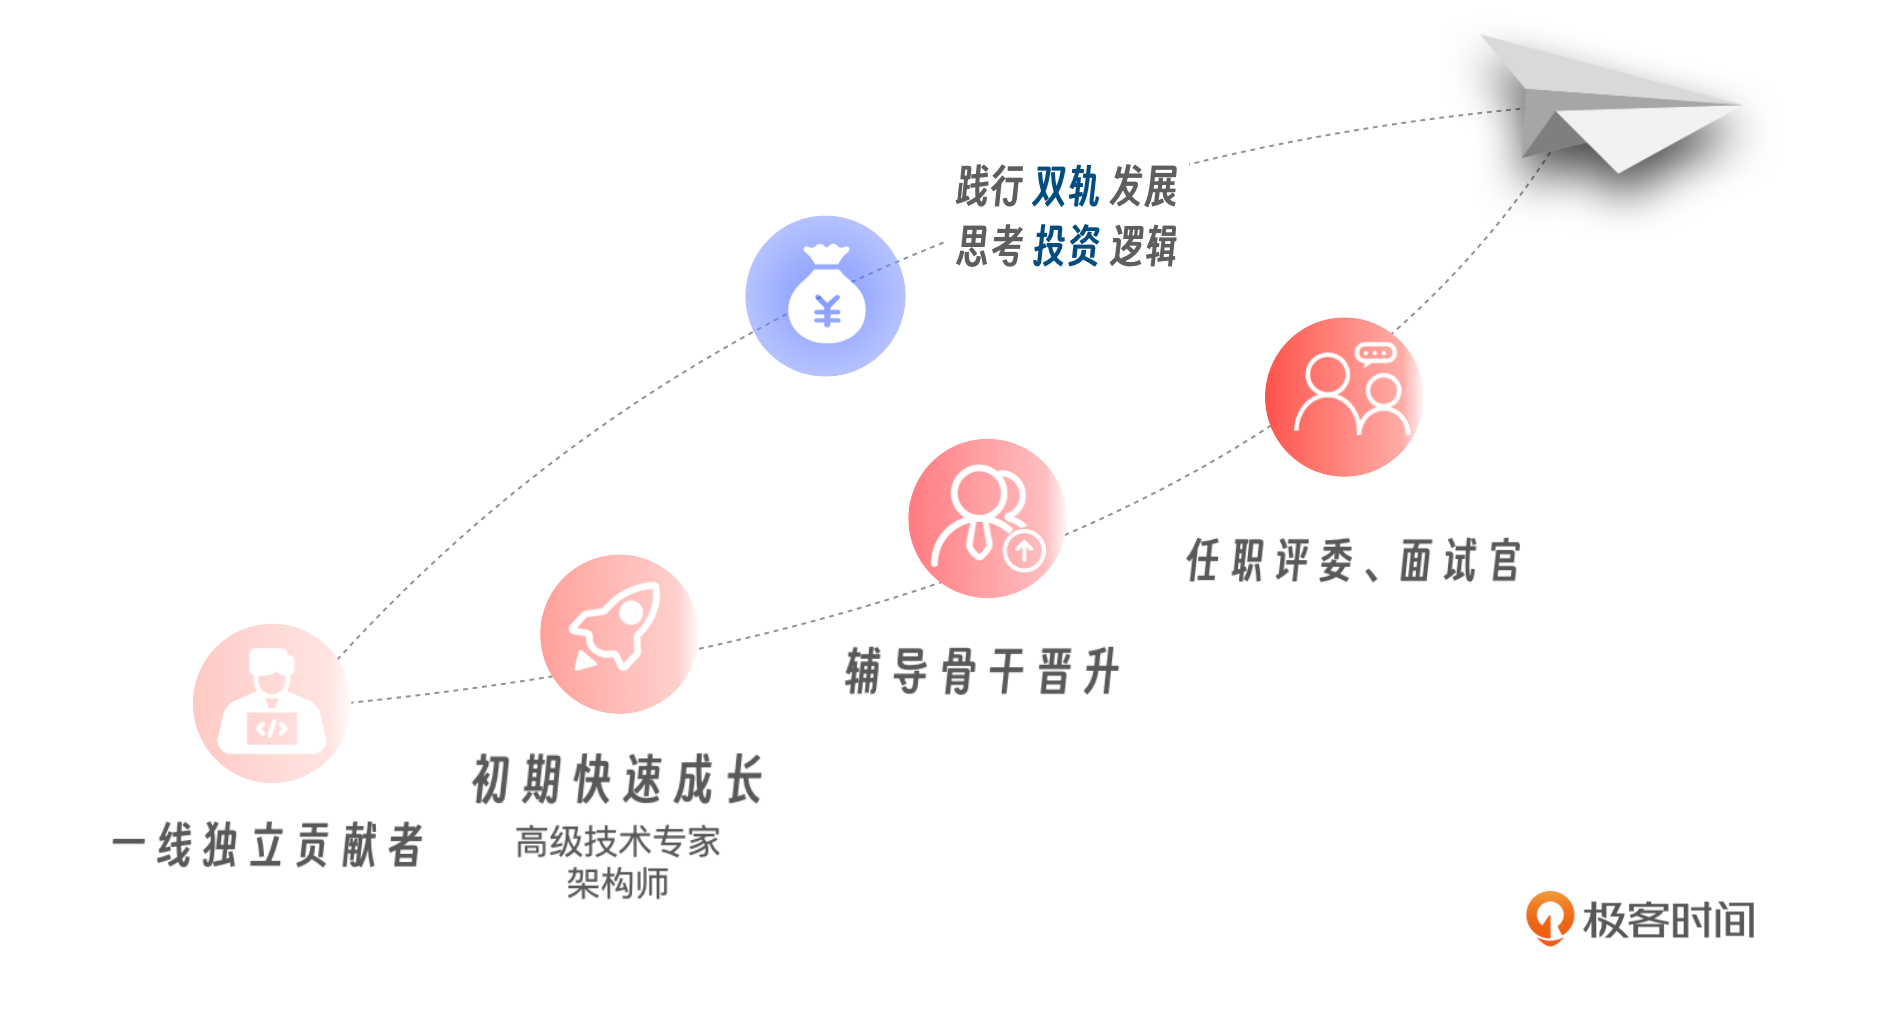 践行 双轨 发展
思考 投资 逻辑
¥
任职评委、面试官
辅导骨干晋升
初期快速成长
高级技术专家
架构师
</>
一线独立贡献者
极客时间